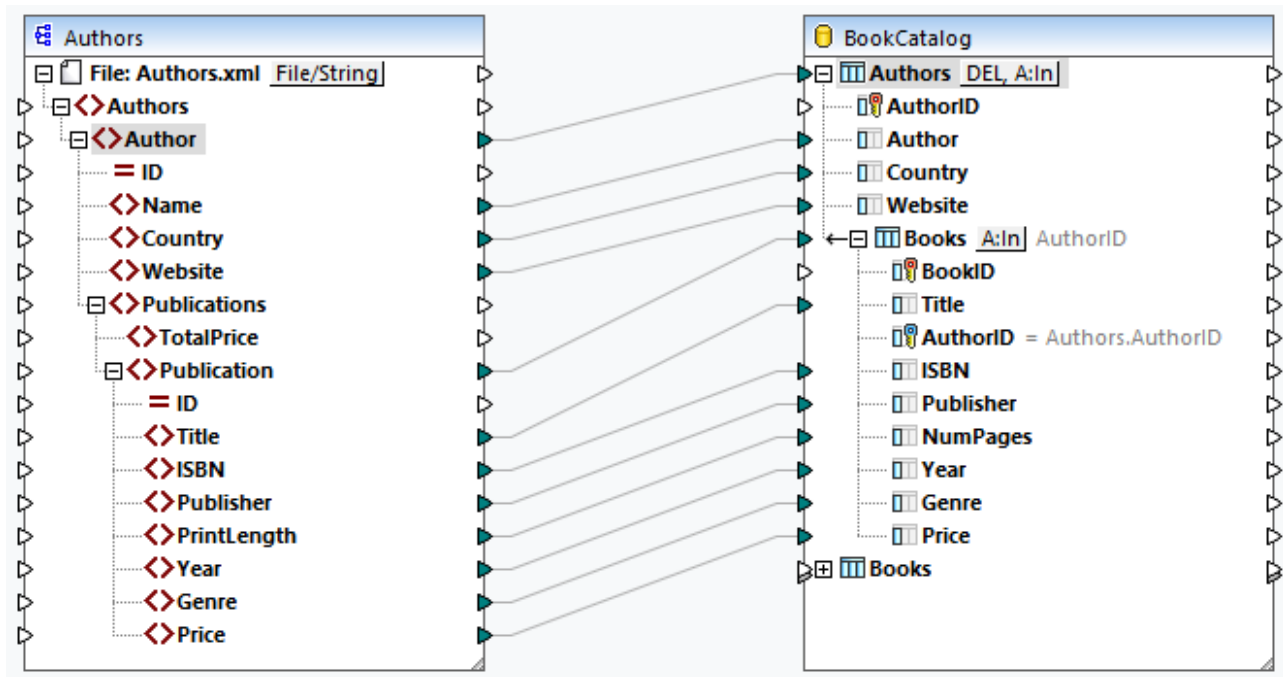 Authors
File: Authors.xml File/String
Authors
Author
ID
Name
Country
Website
Publications
TotalPrice
Publication
ID
Title
ISBN
Publisher
PrintLength
Year
Genre
Price
BookCatalog
Authors DEL, A:In
AuthorID
Author
Country
Website
Books A:In AuthorID
BookID
Title
AuthorID = Authors.AuthorID
ISBN
Publisher
NumPages
Year
Genre
Price
Books